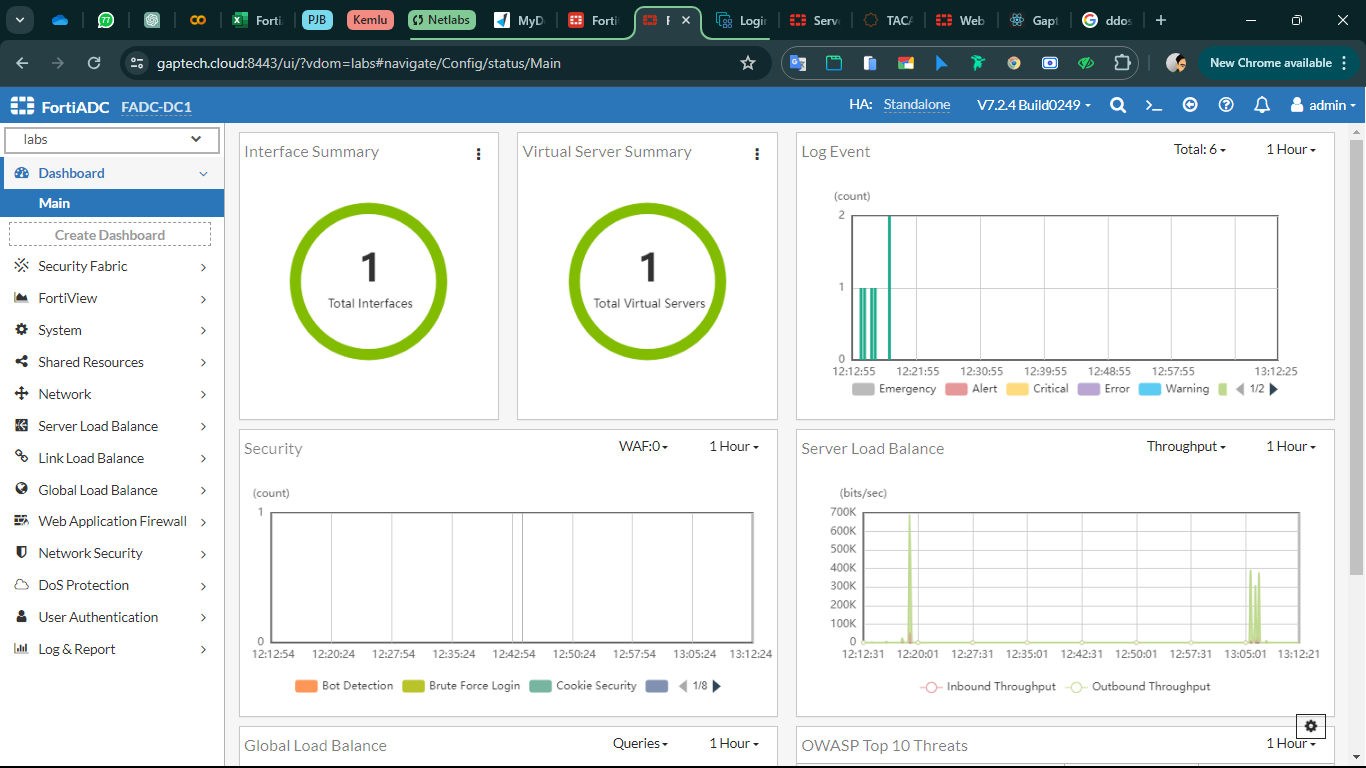 Forti
PJB
Kemlu
Netlabs
MyD
Forti
F
Login
Serv
TACA
Web
Gapt
ddos
gaptech.cloud:8443/ui/?vdom=labs#navigate/Config/status/Main
New Chrome available
FortiADC FADC-DC1
HA: Standalone V7.2.4 Build0249 admin
labs
Dashboard
Main
Create Dashboard
Security Fabric
FortiView
System
Shared Resources
Network
Server Load Balance
Link Load Balance
Global Load Balance
Web Application Firewall
Network Security
DoS Protection
User Authentication
Log & Report
Interface Summary
1
Total Interfaces
Virtual Server Summary
1
Total Virtual Servers
Log Event Total: 6 1 Hour
(count)
2
1
0
12:12:55 12:21:55 12:30:55 12:39:55 12:48:55 12:57:55 13:12:25
Emergency Alert Critical Error Warning 1/2
Security WAF:0 1 Hour
(count)
1
0
12:12:54 12:20:24 12:27:54 12:35:24 12:42:54 12:50:24 12:57:54 13:05:24 13:12:24
Bot Detection Brute Force Login Cookie Security 1/8
Server Load Balance Throughput 1 Hour
(bits/sec)
700K
600K
500K
400K
300K
200K
100K
0
12:12:31 12:20:01 12:27:31 12:35:01 12:42:31 12:50:01 12:57:31 13:05:01 13:12:21
Inbound Throughput Outbound Throughput
Global Load Balance Queries 1 Hour
OWASP Top 10 Threats 1 Hour